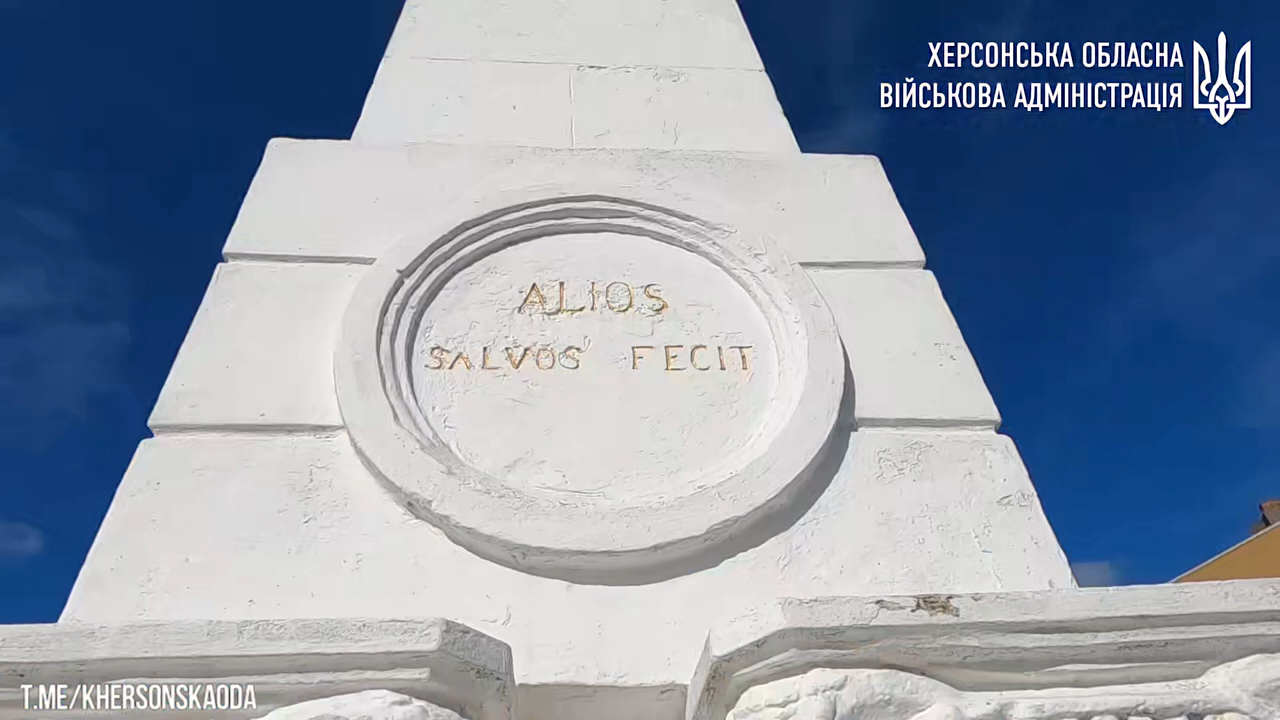 ХЕРСОНСЬКА ОБЛАСНА
ВІЙСЬКОВА АДМІНІСТРАЦІЯ
ALIOS
SALVOS FECIT
T.ME/KHERSONSKAODA